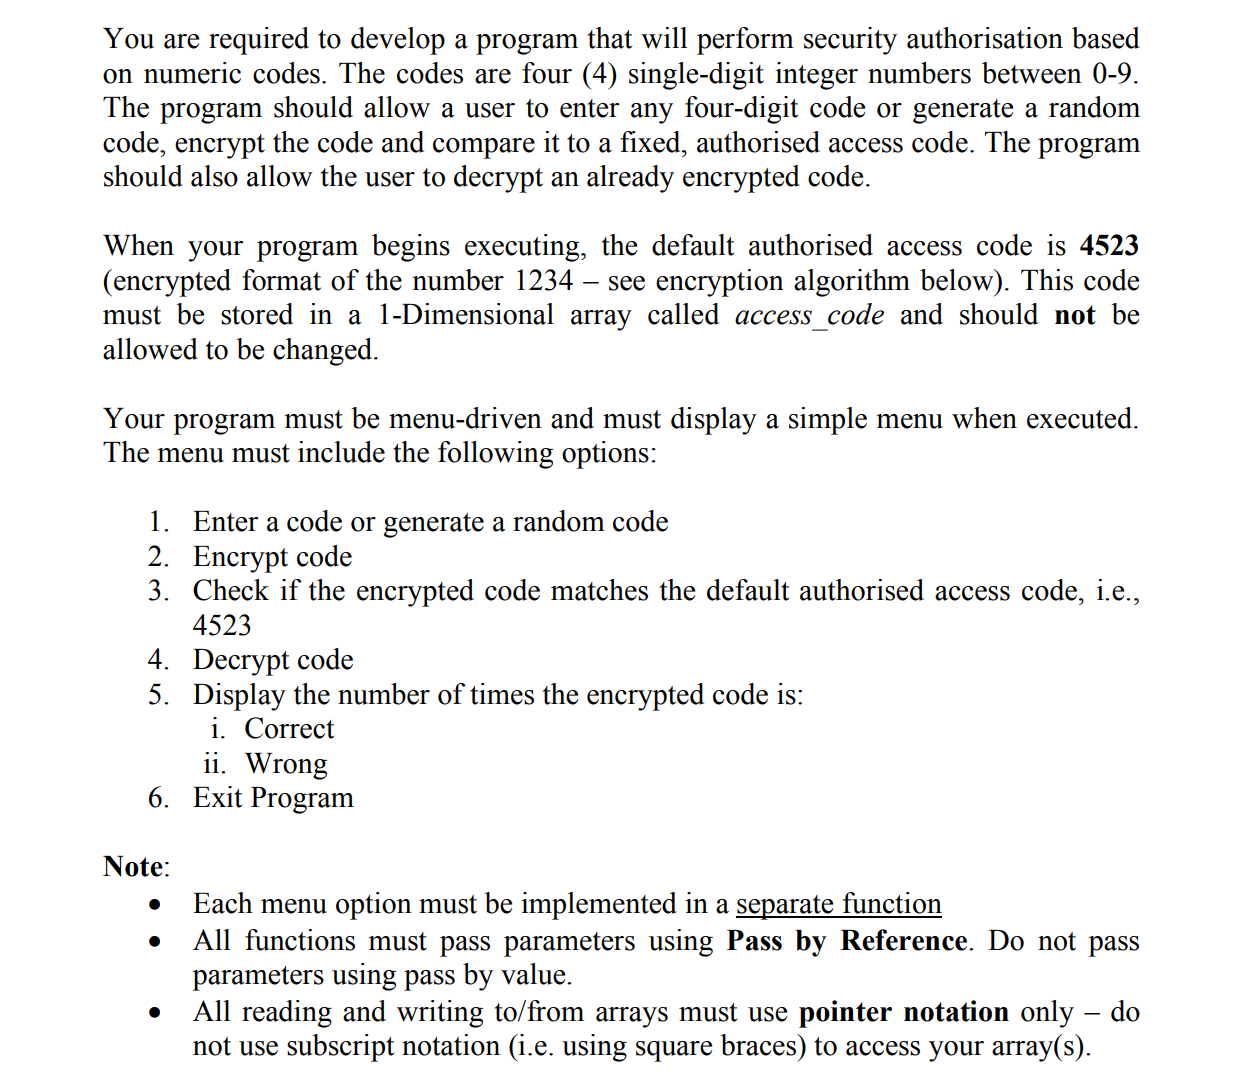 You are required to develop a program that will perform security authorisation based
on numeric codes. The codes are four (4) single-digit integer numbers between 0-9.
The program should allow a user to enter any four-digit code or generate a random
code, encrypt the code and compare it to a fixed, authorised access code. The program
should also allow the user to decrypt an already encrypted code.
When your program begins executing, the default authorised access code is 4523
(encrypted format of the number 1234 – see encryption algorithm below). This code
must be stored in a 1-Dimensional array called access_code and should not be
allowed to be changed.
Your program must be menu-driven and must display a simple menu when executed.
The menu must include the following options:
1. Enter a code or generate a random code
2. Encrypt code
3. Check if the encrypted code matches the default authorised access code, i.e.,
4523
4. Decrypt code
5. Display the number of times the encrypted code is:
i. Correct
ii. Wrong
6. Exit Program
Note:
• Each menu option must be implemented in a separate function
• All functions must pass parameters using Pass by Reference. Do not pass
parameters using pass by value.
• All reading and writing to/from arrays must use pointer notation only – do
not use subscript notation (i.e. using square braces) to access your array(s).